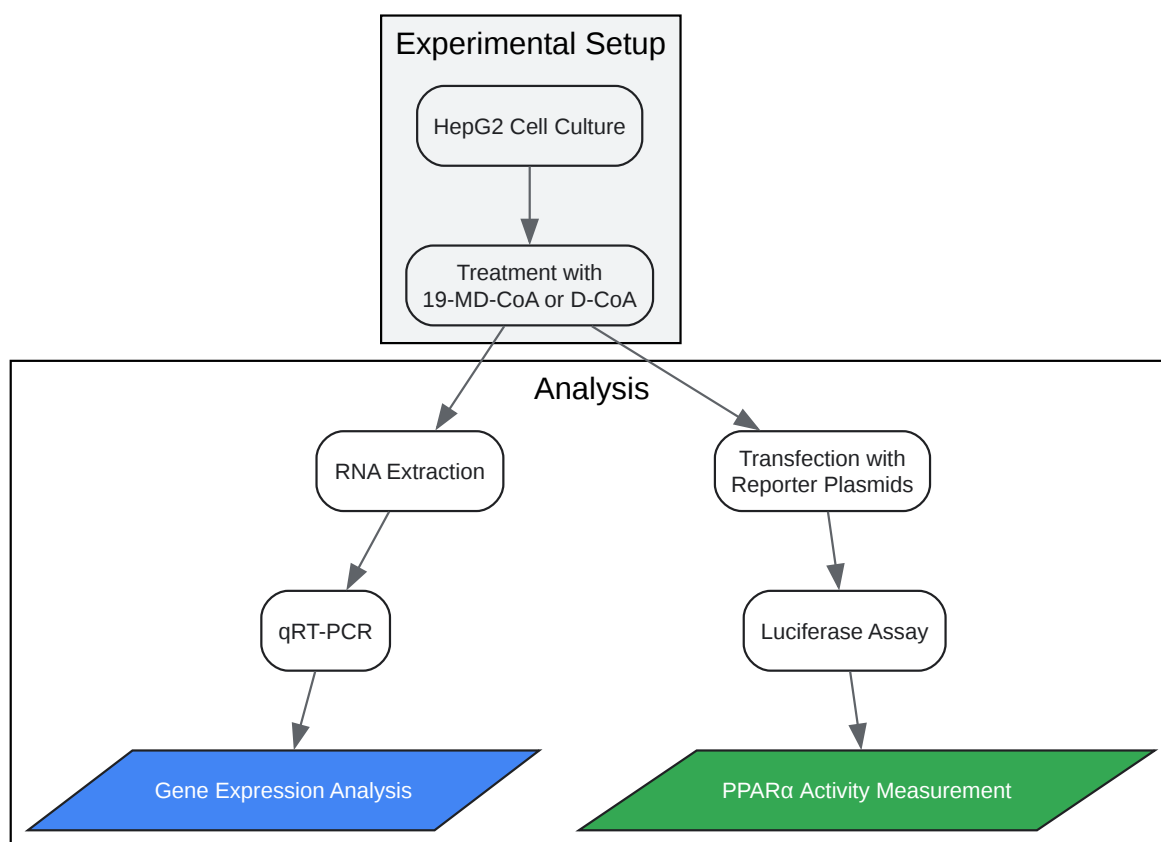 Experimental Setup
HepG2 Cell Culture
Treatment with
19-MD-CoA or D-CoA
Analysis
RNA Extraction
Transfection with
Reporter Plasmids
qRT-PCR
Luciferase Assay
Gene Expression Analysis
PPARα Activity Measurement